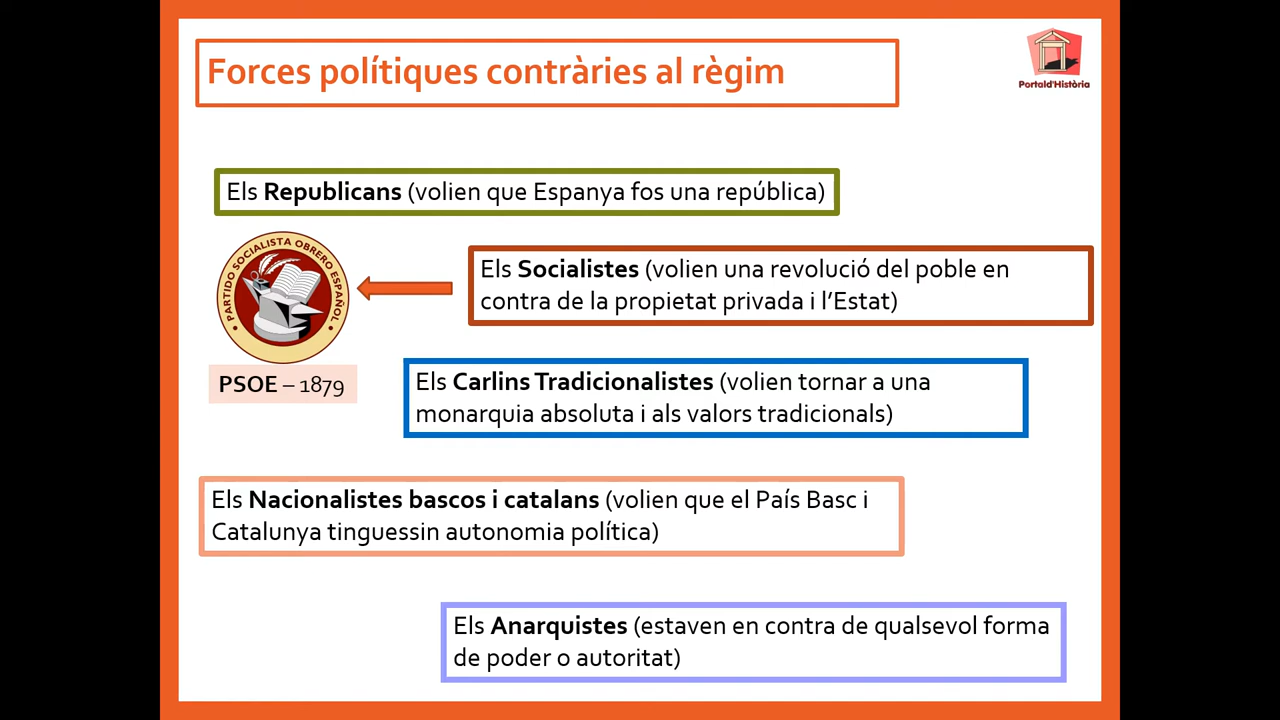 Forces polítiques contràries al règim
Portald'Història
Els Republicans (volien que Espanya fos una república)
PARTIDO SOCIALISTA OBRERO ESPAÑOL
Els Socialistes (volien una revolució del poble en
contra de la propietat privada i l’Estat)
PSOE – 1879
Els Carlins Tradicionalistes (volien tornar a una
monarquia absoluta i als valors tradicionals)
Els Nacionalistes bascos i catalans (volien que el País Basc i
Catalunya tinguessin autonomia política)
Els Anarquistes (estaven en contra de qualsevol forma
de poder o autoritat)